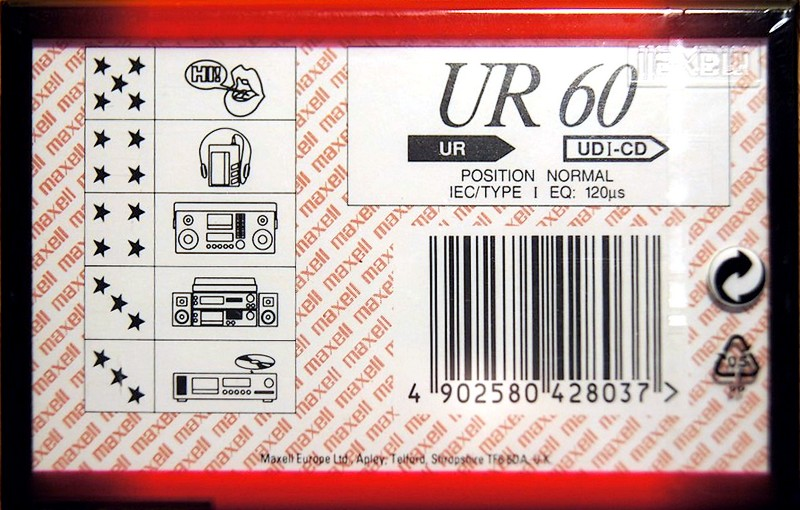 maxell
HI!
UR 60
UR
UDI-CD
POSITION NORMAL
IEC/TYPE I EQ: 120µs
4 902580 428037 >
Maxell Europe Ltd., Apley, Telford, Shropshire TF6 6DA, U.K.